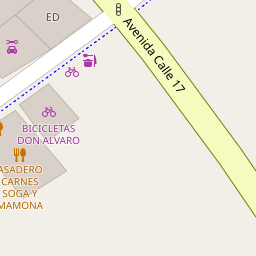 ED
Avenida Calle 17
BICICLETAS
DON ALVARO
ASADERO
CARNES
SOGA Y
MAMONA